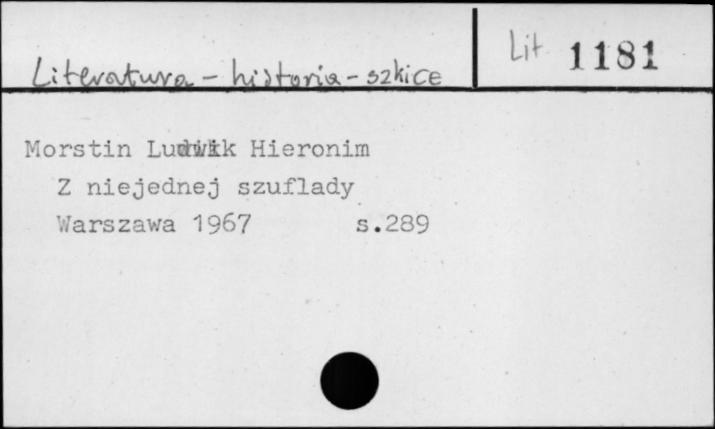 Literatura - historia - szkice
Lit 1181
Morstin Ludwik Hieronim
Z niejednej szuflady
Warszawa 1967 s.289